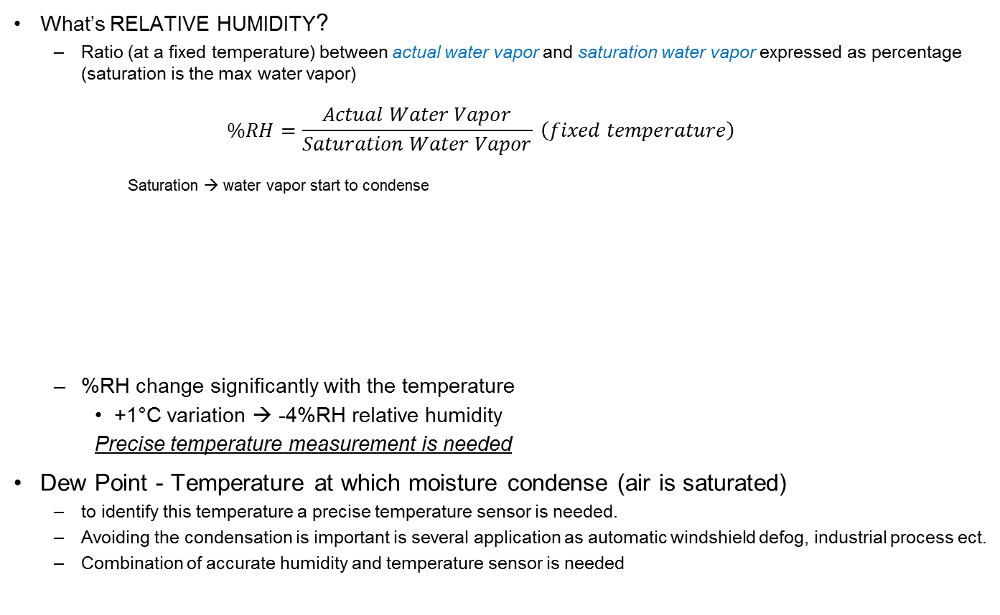 • What’s RELATIVE HUMIDITY?
– Ratio (at a fixed temperature) between actual water vapor and saturation water vapor expressed as percentage
(saturation is the max water vapor)
%RH = Actual Water Vapor / Saturation Water Vapor (fixed temperature)
Saturation → water vapor start to condense
– %RH change significantly with the temperature
• +1°C variation → -4%RH relative humidity
Precise temperature measurement is needed
• Dew Point - Temperature at which moisture condense (air is saturated)
– to identify this temperature a precise temperature sensor is needed.
– Avoiding the condensation is important is several application as automatic windshield defog, industrial process ect.
– Combination of accurate humidity and temperature sensor is needed